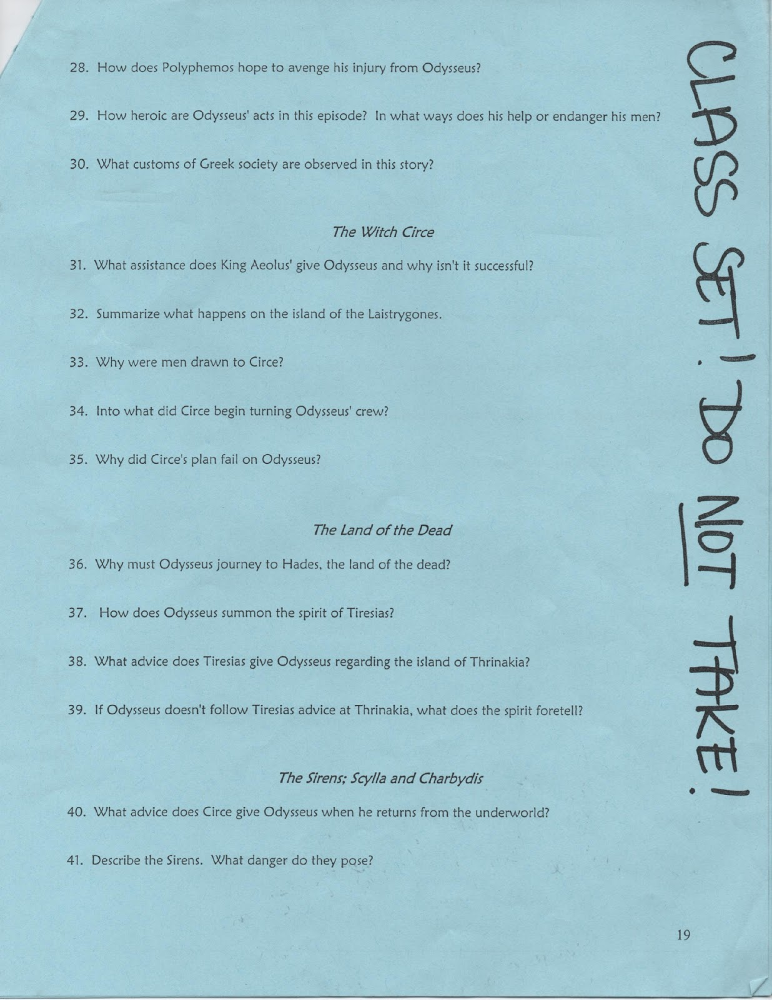 28. How does Polyphemos hope to avenge his injury from Odysseus?
29. How heroic are Odysseus' acts in this episode? In what ways does his help or endanger his men?
30. What customs of Greek society are observed in this story?
The Witch Circe
31. What assistance does King Aeolus' give Odysseus and why isn't it successful?
32. Summarize what happens on the island of the Laistrygones.
33. Why were men drawn to Circe?
34. Into what did Circe begin turning Odysseus' crew?
35. Why did Circe's plan fail on Odysseus?
The Land of the Dead
36. Why must Odysseus journey to Hades, the land of the dead?
37. How does Odysseus summon the spirit of Tiresias?
38. What advice does Tiresias give Odysseus regarding the island of Thrinakia?
39. If Odysseus doesn't follow Tiresias advice at Thrinakia, what does the spirit foretell?
The Sirens; Scylla and Charbydis
40. What advice does Circe give Odysseus when he returns from the underworld?
41. Describe the Sirens. What danger do they pose?
19
CLASS SET! DO NOT TAKE!